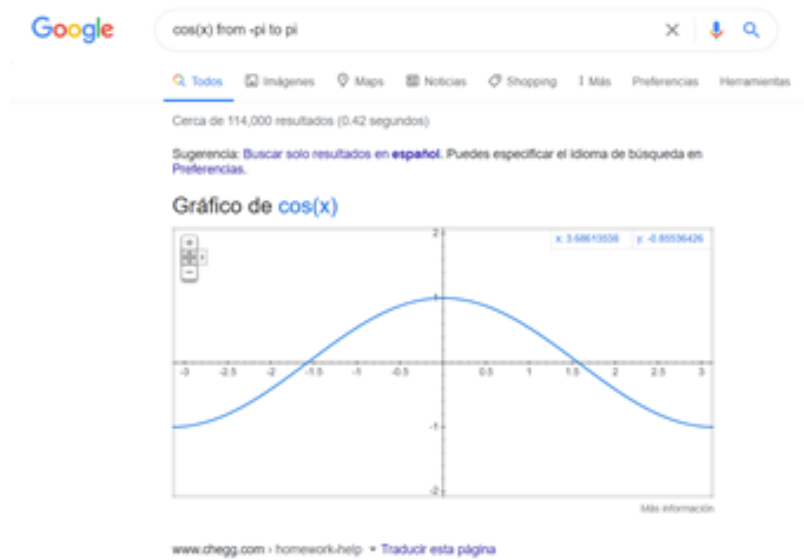 Google
cos(x) from -pi to pi
Todos Imágenes Maps Noticias Shopping Más Preferencias Herramientas
Cerca de 114,000 resultados (0.42 segundos)
Sugerencia: Buscar solo resultados en español. Puedes especificar el idioma de búsqueda en
Preferencias.
Gráfico de cos(x)
x: 3.68613538 y: -0.85536426
2
1
-3 -2.5 -2 -1.5 -1 -0.5 0.5 1 1.5 2 2.5 3
-1
-2
Más información
www.chegg.com › homework-help Traducir esta página